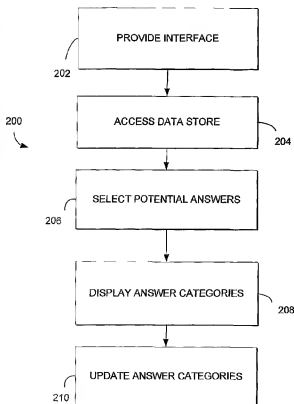 PROVIDE INTERFACE
202
200
ACCESS DATA STORE
204
SELECT POTENTIAL ANSWERS
206
DISPLAY ANSWER CATEGORIES
208
UPDATE ANSWER CATEGORIES
210